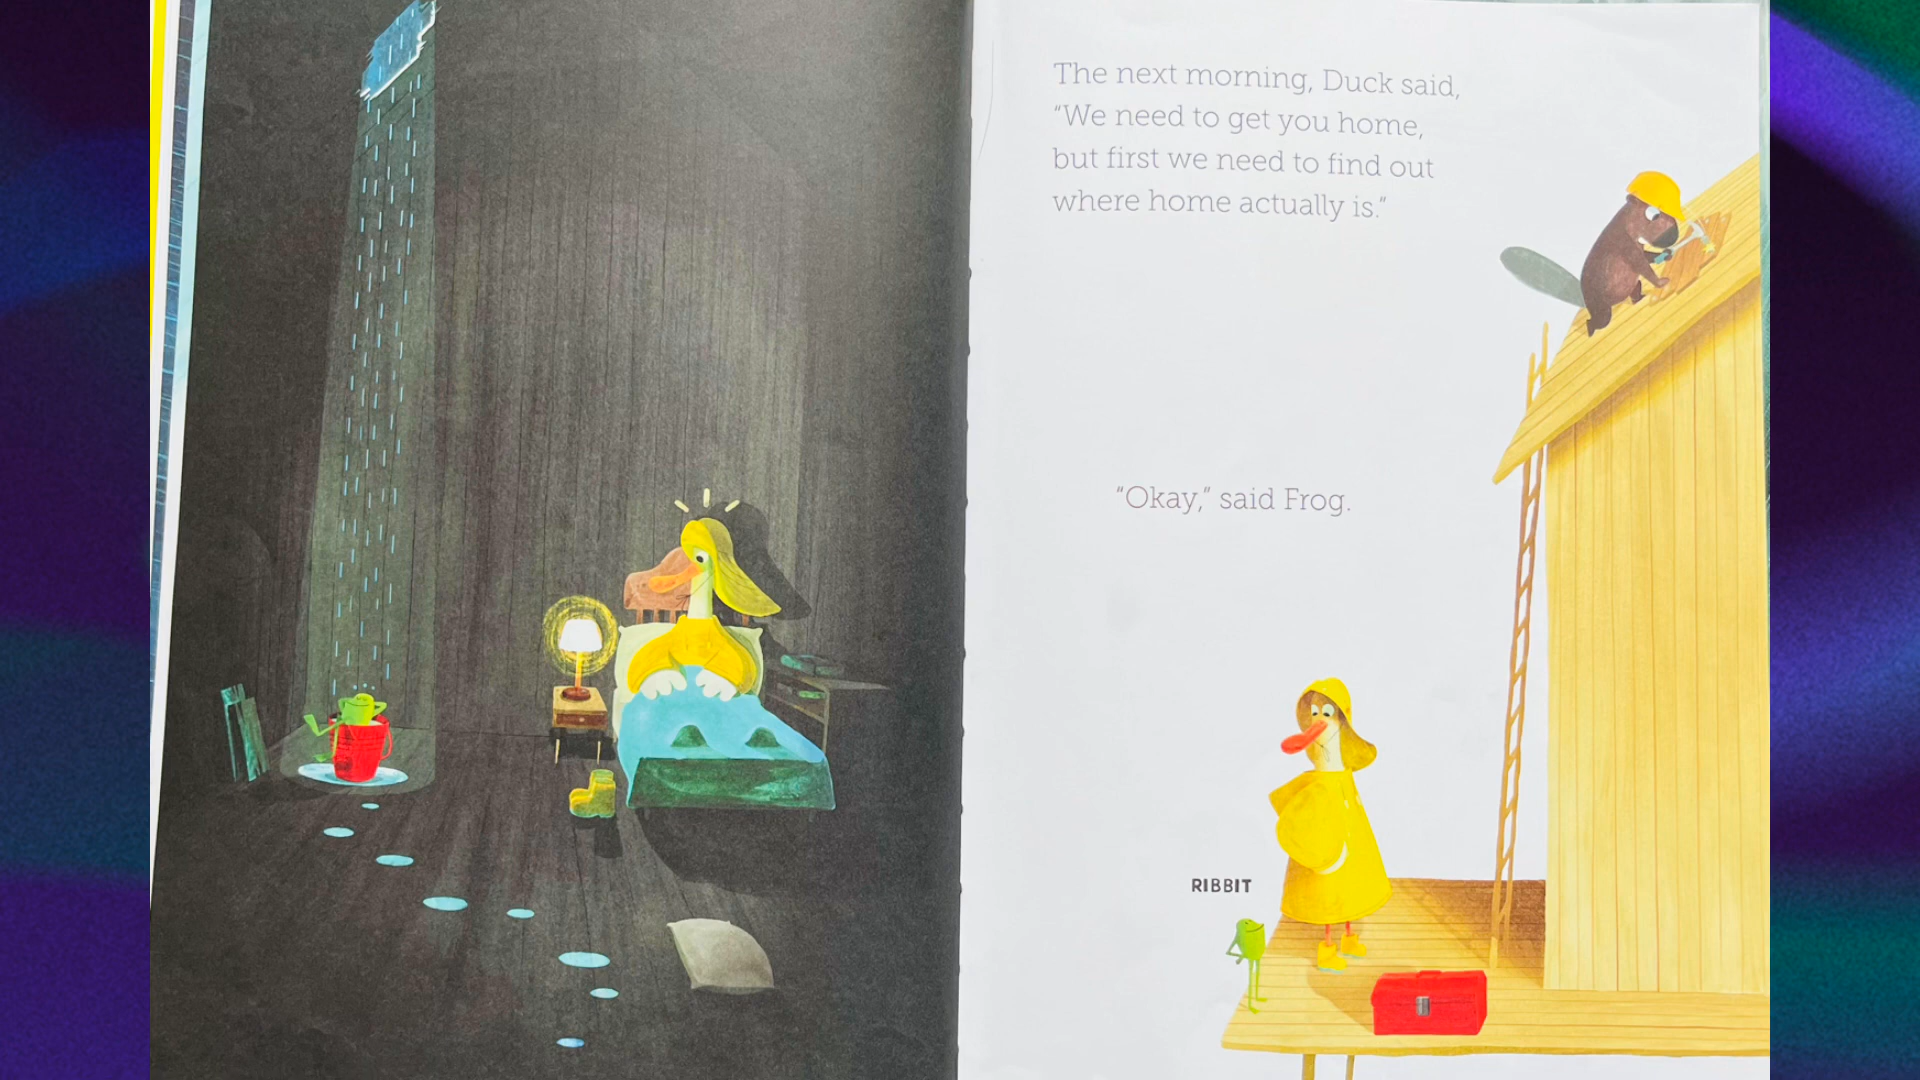 The next morning, Duck said,
“We need to get you home,
but first we need to find out
where home actually is.”
“Okay,” said Frog.
RIBBIT